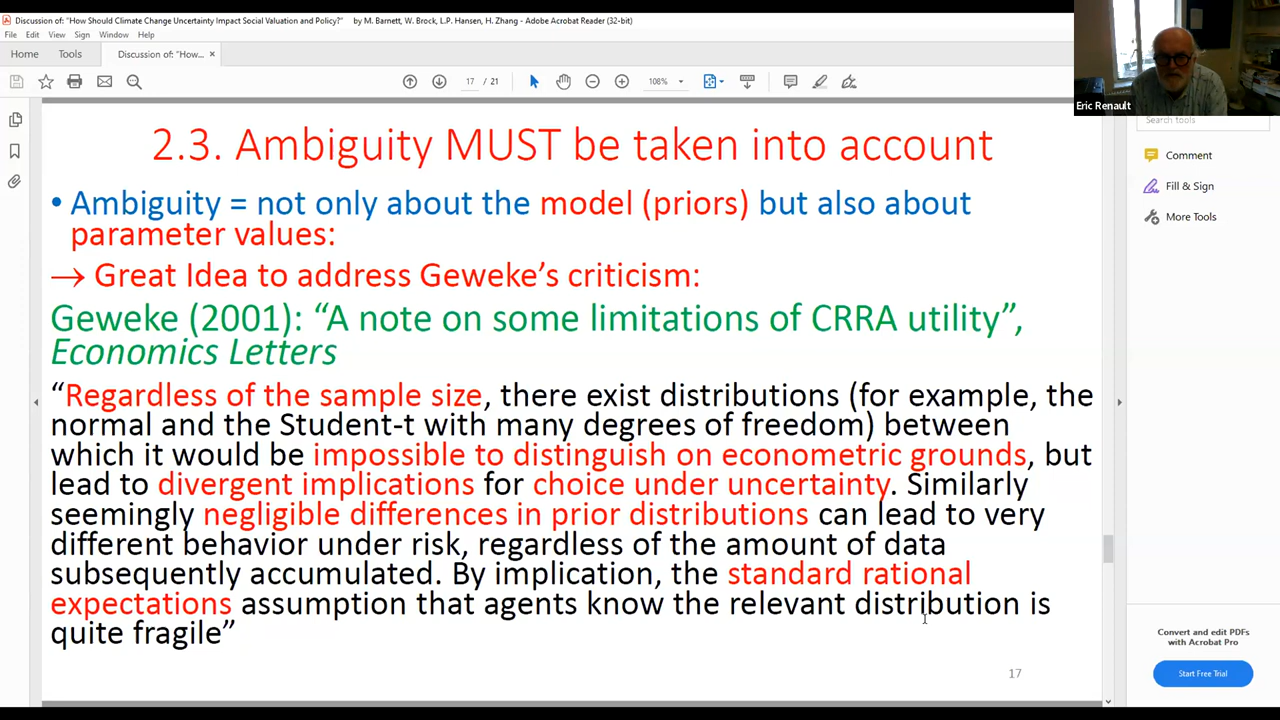 Discussion of: "How Should Climate Change Uncertainty Impact Social Valuation and Policy?" by M. Barnett, W. Brock, L.P. Hansen, H. Zhang - Adobe Acrobat Reader (32-bit)
File Edit View Sign Window Help
Home Tools Discussion of: "How... ×
17 / 21 108%
Eric Renault
Search tools
Comment
Fill & Sign
More Tools
2.3. Ambiguity MUST be taken into account
• Ambiguity = not only about the model (priors) but also about
parameter values:
→ Great Idea to address Geweke's criticism:
Geweke (2001): “A note on some limitations of CRRA utility”,
Economics Letters
“Regardless of the sample size, there exist distributions (for example, the
normal and the Student-t with many degrees of freedom) between
which it would be impossible to distinguish on econometric grounds, but
lead to divergent implications for choice under uncertainty. Similarly
seemingly negligible differences in prior distributions can lead to very
different behavior under risk, regardless of the amount of data
subsequently accumulated. By implication, the standard rational
expectations assumption that agents know the relevant distribution is
quite fragile”
17
Convert and edit PDFs
with Acrobat Pro
Start Free Trial